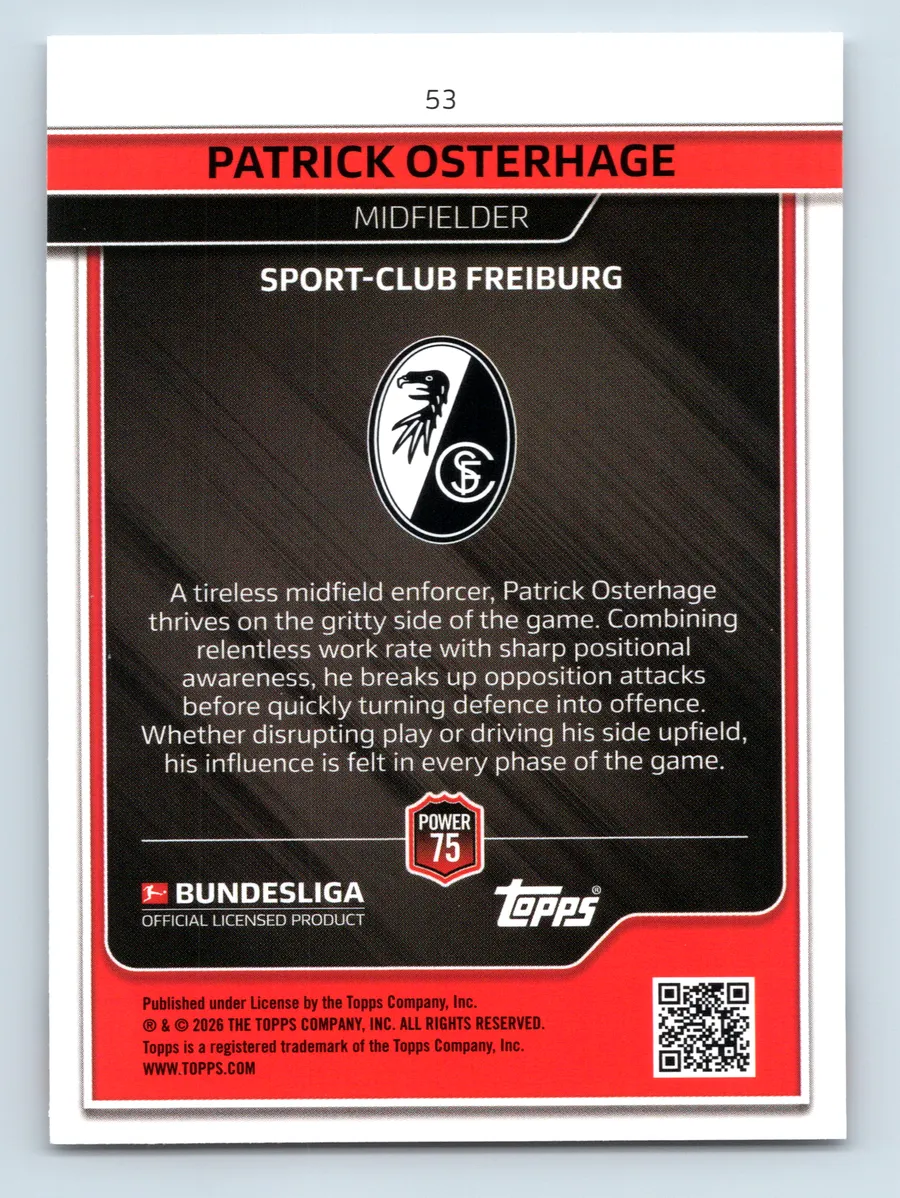 53
PATRICK OSTERHAGE
MIDFIELDER
SPORT-CLUB FREIBURG
SFC
A tireless midfield enforcer, Patrick Osterhage
thrives on the gritty side of the game. Combining
relentless work rate with sharp positional
awareness, he breaks up opposition attacks
before quickly turning defence into offence.
Whether disrupting play or driving his side upfield,
his influence is felt in every phase of the game.
POWER
75
BUNDESLIGA
OFFICIAL LICENSED PRODUCT
Topps®
Published under License by the Topps Company, Inc.
® & © 2026 THE TOPPS COMPANY, INC. ALL RIGHTS RESERVED.
Topps is a registered trademark of the Topps Company, Inc.
WWW.TOPPS.COM